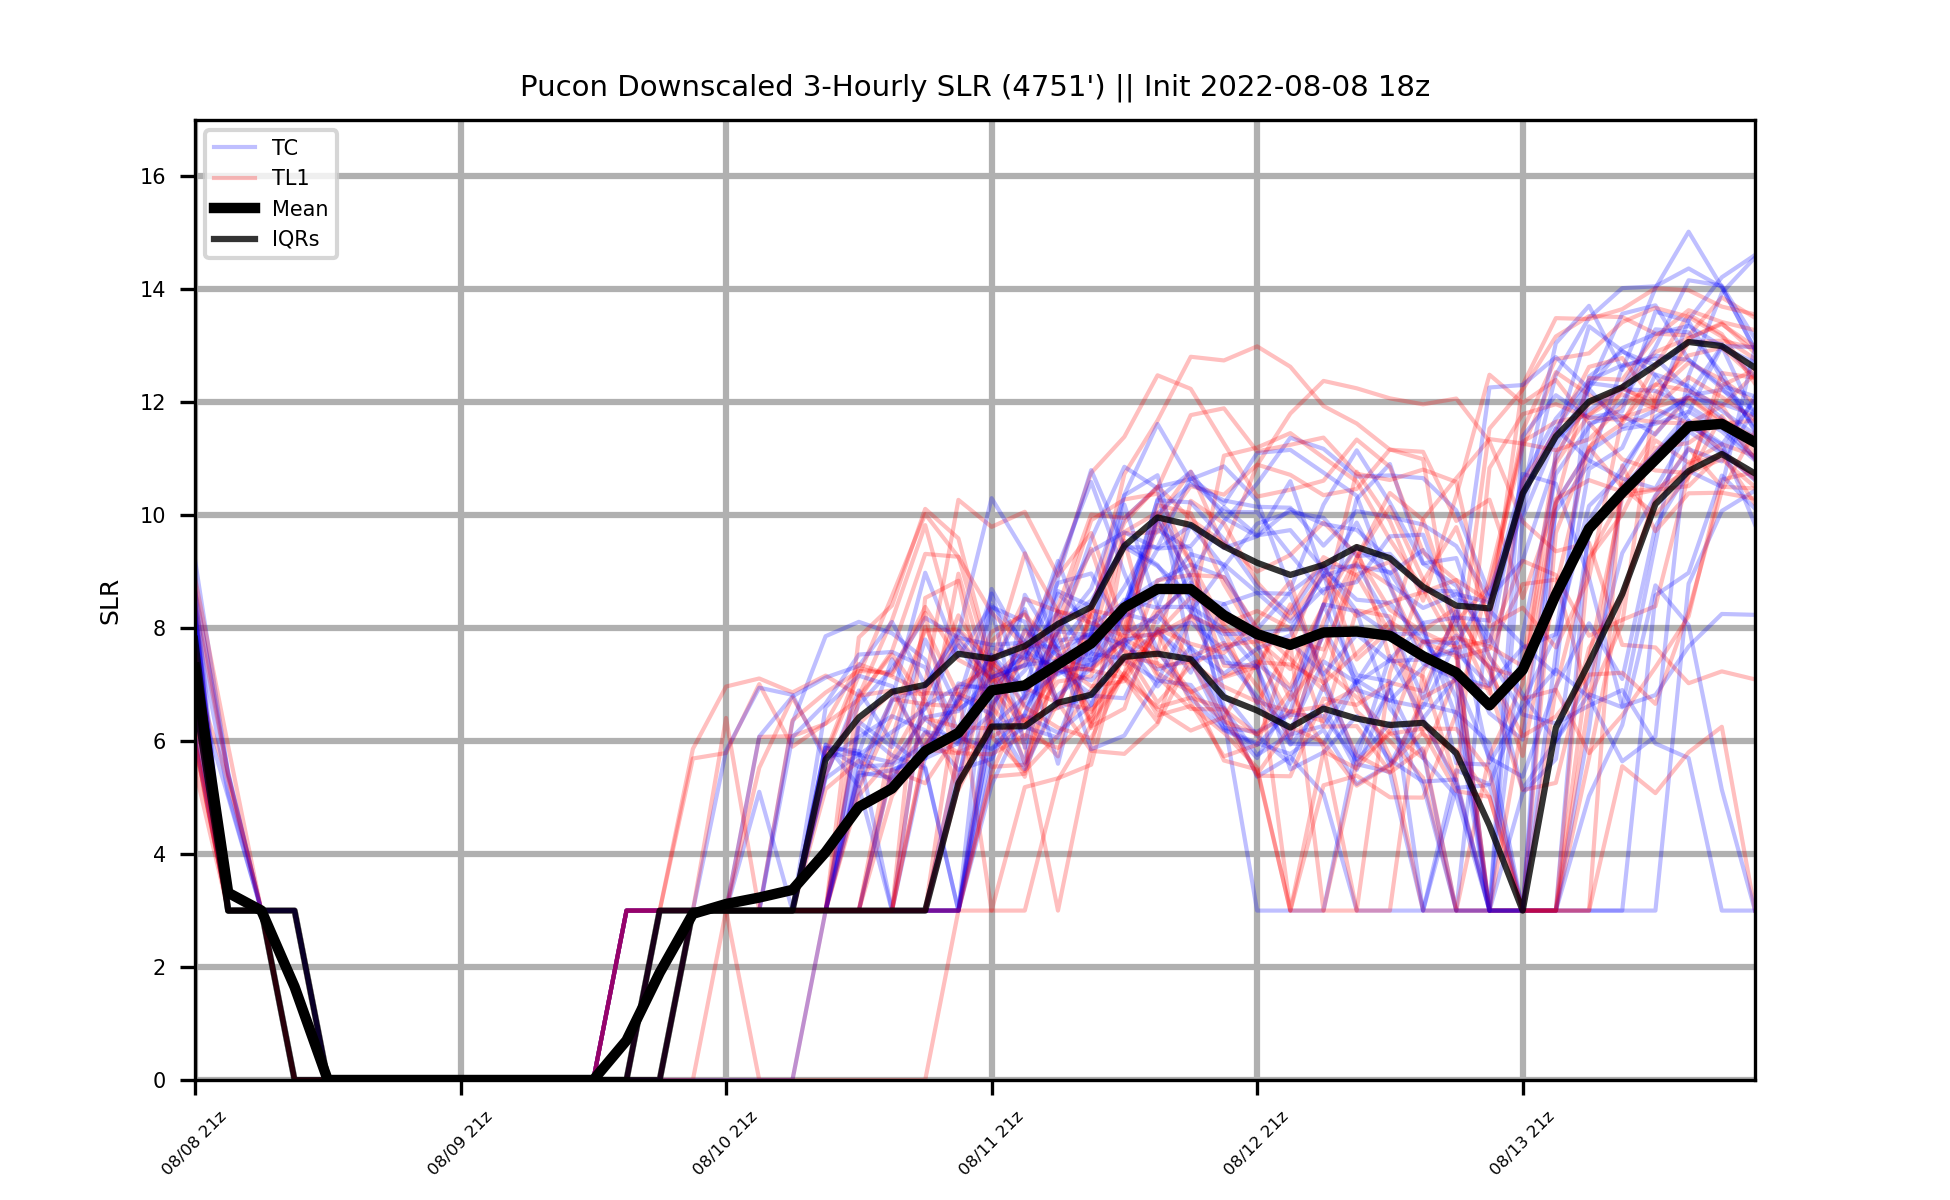 Pucon Downscaled 3-Hourly SLR (4751') || Init 2022-08-08 18z
TC
TL1
Mean
IQRs
SLR
16
14
12
10
8
6
4
2
0
08/08 21z
08/09 21z
08/10 21z
08/11 21z
08/12 21z
08/13 21z